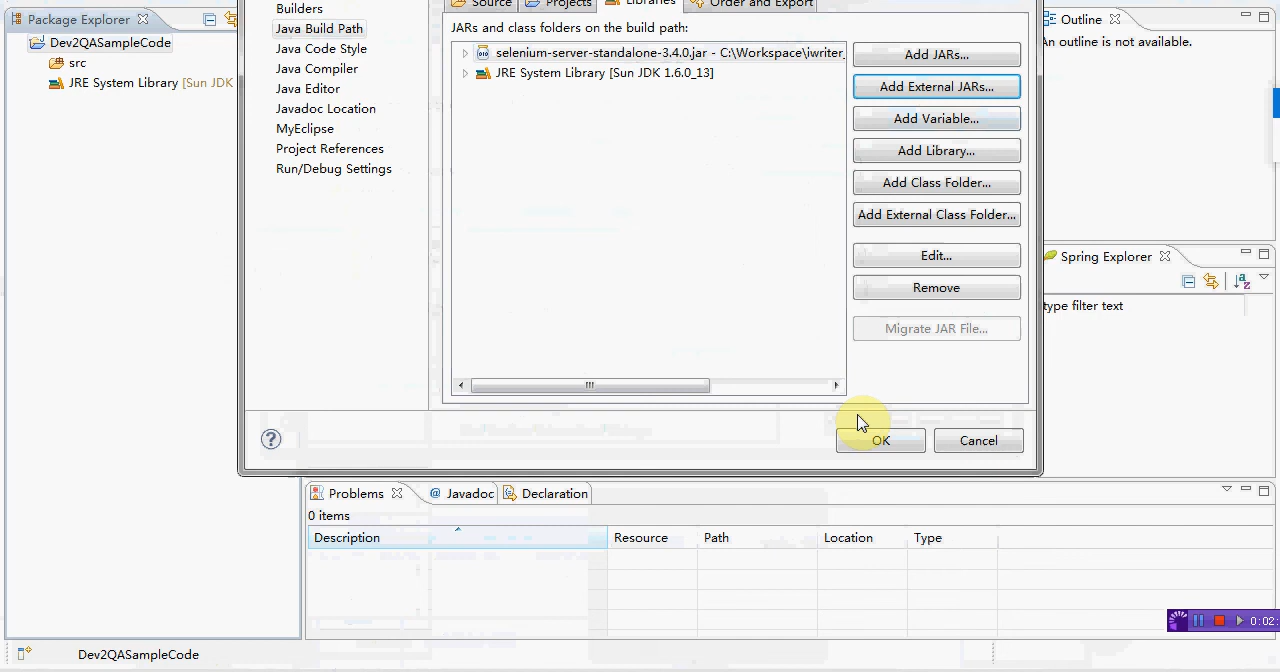 Package Explorer
Dev2QASampleCode
src
JRE System Library [Sun JDK
Builders
Java Build Path
Java Code Style
Java Compiler
Java Editor
Javadoc Location
MyEclipse
Project References
Run/Debug Settings
Source
Projects
Libraries
Order and Export
JARs and class folders on the build path:
selenium-server-standalone-3.4.0.jar - C:\Workspace\iwriter_
JRE System Library [Sun JDK 1.6.0_13]
Add JARs...
Add External JARs...
Add Variable...
Add Library...
Add Class Folder...
Add External Class Folder...
Edit...
Remove
Migrate JAR File...
OK
Cancel
Outline
An outline is not available.
Spring Explorer
type filter text
Problems
@ Javadoc
Declaration
0 items
Description
Resource
Path
Location
Type
0:02:
Dev2QASampleCode